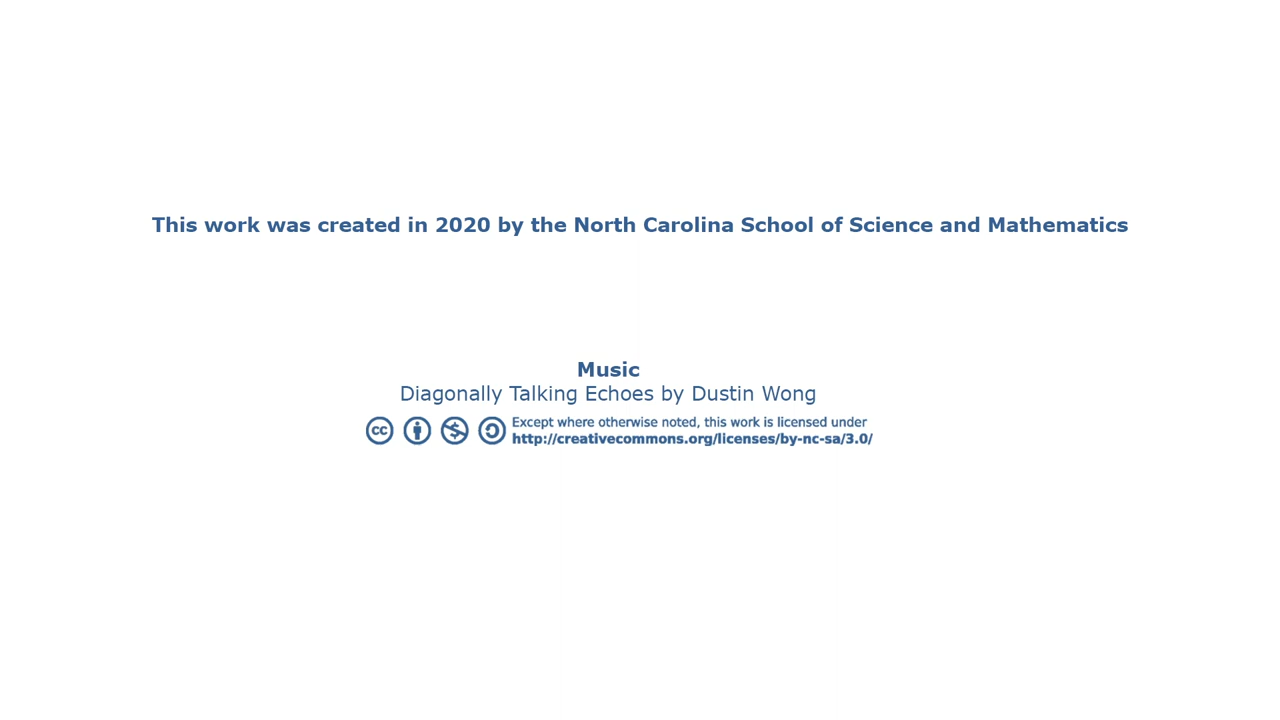 This work was created in 2020 by the North Carolina School of Science and Mathematics
Music
Diagonally Talking Echoes by Dustin Wong
cc
Except where otherwise noted, this work is licensed under
http://creativecommons.org/licenses/by-nc-sa/3.0/